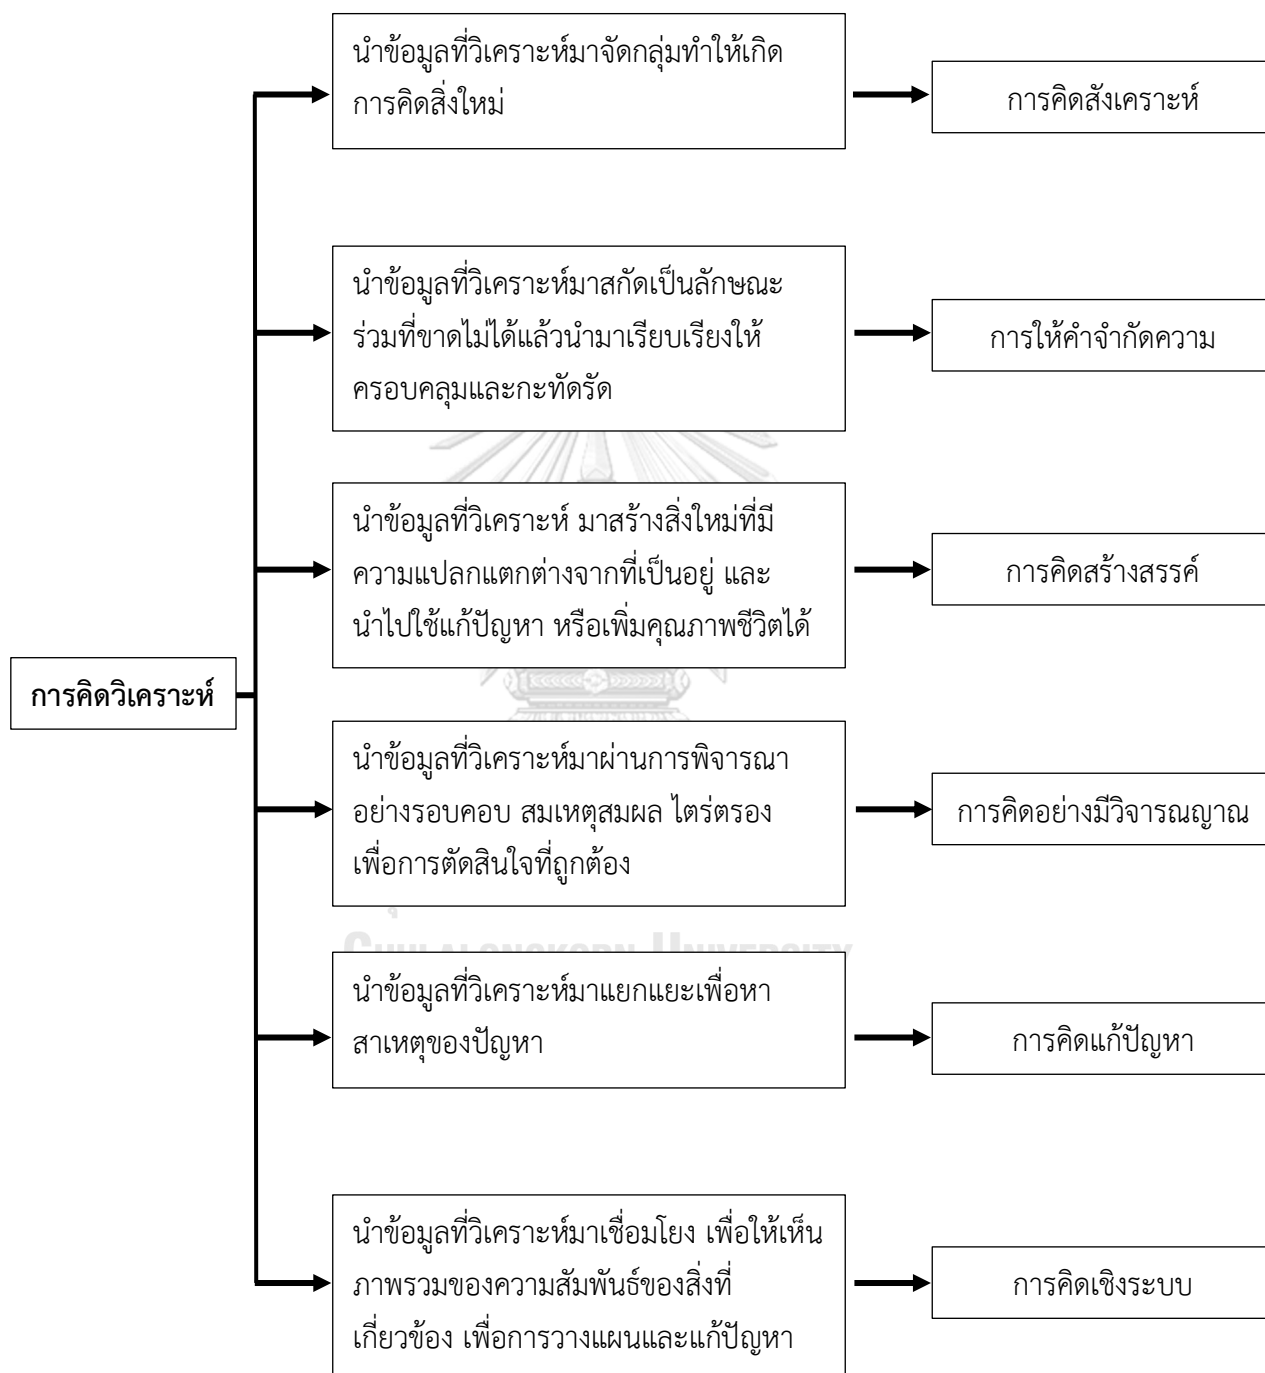 นำข้อมูลที่วิเคราะห์มาจัดกลุ่มทำให้เกิด
การคิดสิ่งใหม่
การคิดสังเคราะห์
นำข้อมูลที่วิเคราะห์มาสกัดเป็นลักษณะ
ร่วมที่ขาดไม่ได้แล้วนำมาเรียบเรียงให้
ครอบคลุมและกะทัดรัด
การให้คำจำกัดความ
นำข้อมูลที่วิเคราะห์ มาสร้างสิ่งใหม่ที่มี
ความแปลกแตกต่างจากที่เป็นอยู่ และ
นำไปใช้แก้ปัญหา หรือเพิ่มคุณภาพชีวิตได้
การคิดสร้างสรรค์
การคิดวิเคราะห์
นำข้อมูลที่วิเคราะห์มาผ่านการพิจารณา
อย่างรอบคอบ สมเหตุสมผล ไตร่ตรอง
เพื่อการตัดสินใจที่ถูกต้อง
การคิดอย่างมีวิจารณญาณ
CHULALONGKORN UNIVERSITY
นำข้อมูลที่วิเคราะห์มาแยกแยะเพื่อหา
สาเหตุของปัญหา
การคิดแก้ปัญหา
นำข้อมูลที่วิเคราะห์มาเชื่อมโยง เพื่อให้เห็น
ภาพรวมของความสัมพันธ์ของสิ่งที่
เกี่ยวข้อง เพื่อการวางแผนและแก้ปัญหา
การคิดเชิงระบบ